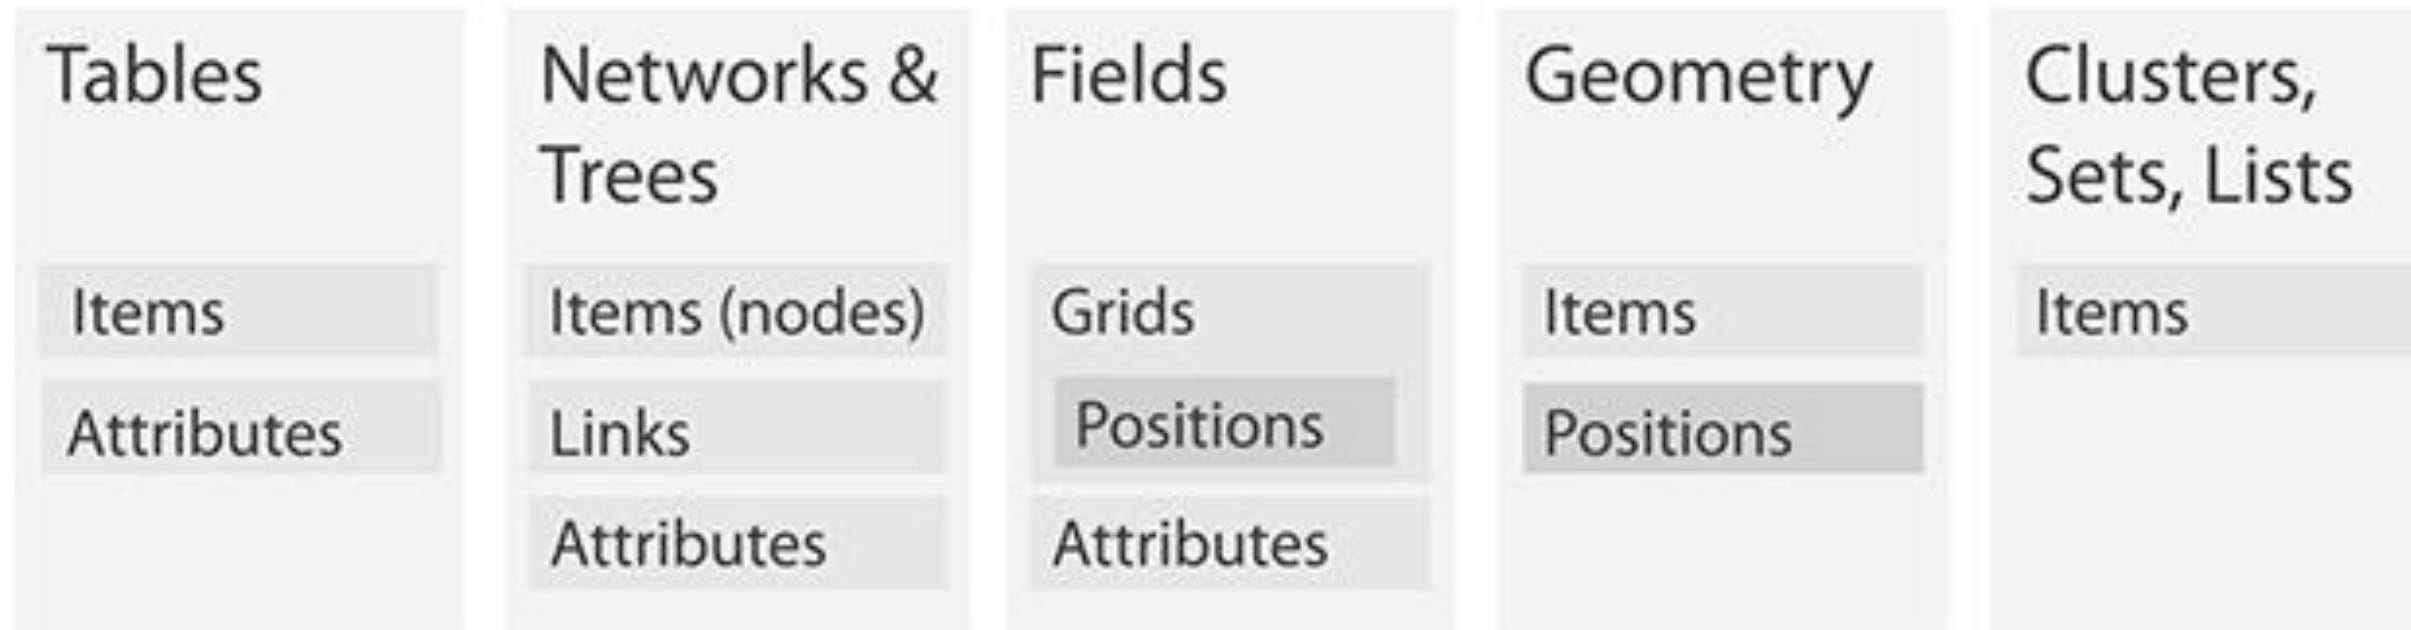 Tables
Items
Attributes
Networks &
Trees
Items (nodes)
Links
Attributes
Fields
Grids
Positions
Attributes
Geometry
Items
Positions
Clusters,
Sets, Lists
Items